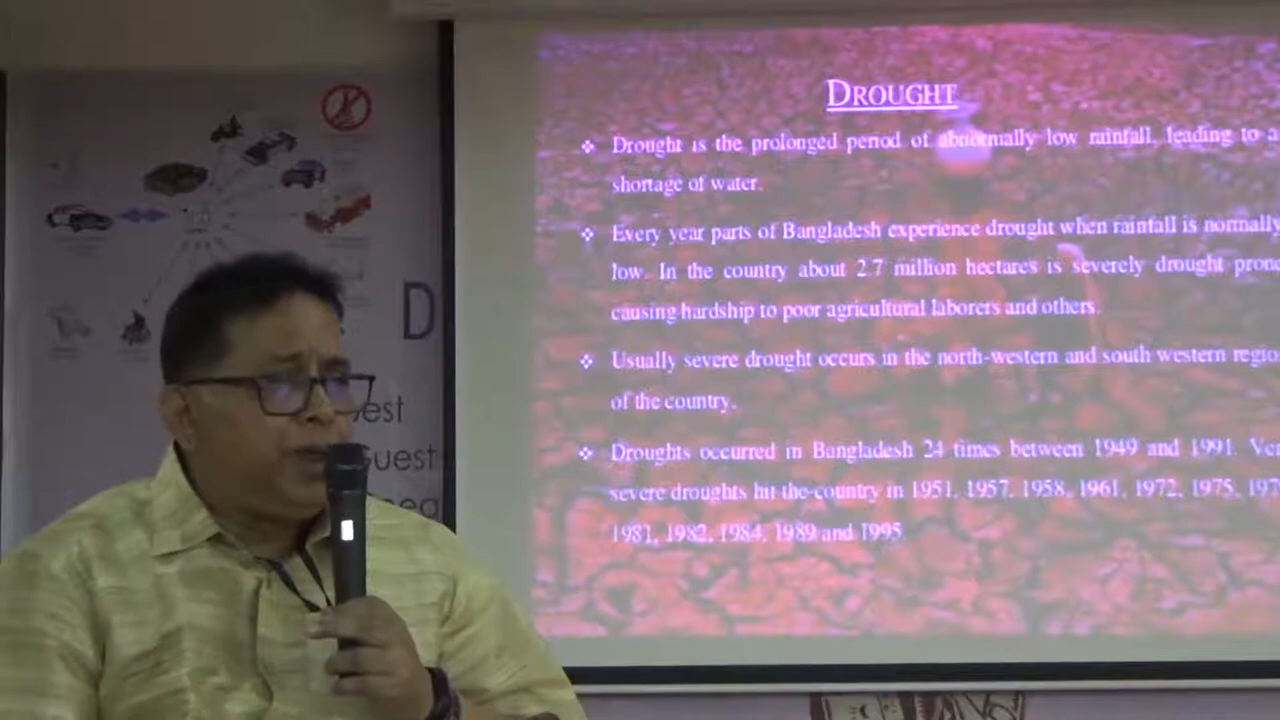 DROUGHT
Drought is the prolonged period of abnormally low rainfall, leading to a
shortage of water.
Every year parts of Bangladesh experience drought when rainfall is normally
low. In the country about 2.7 million hectares is severely drought prone
causing hardship to poor agricultural laborers and others.
Usually severe drought occurs in the north-western and south western regio
of the country.
Droughts occurred in Bangladesh 24 times between 1949 and 1991. Ver
severe droughts hit the country in 1951, 1957, 1958, 1961, 1972, 1975, 197
1981, 1982, 1984, 1989 and 1995
D
est
Guest